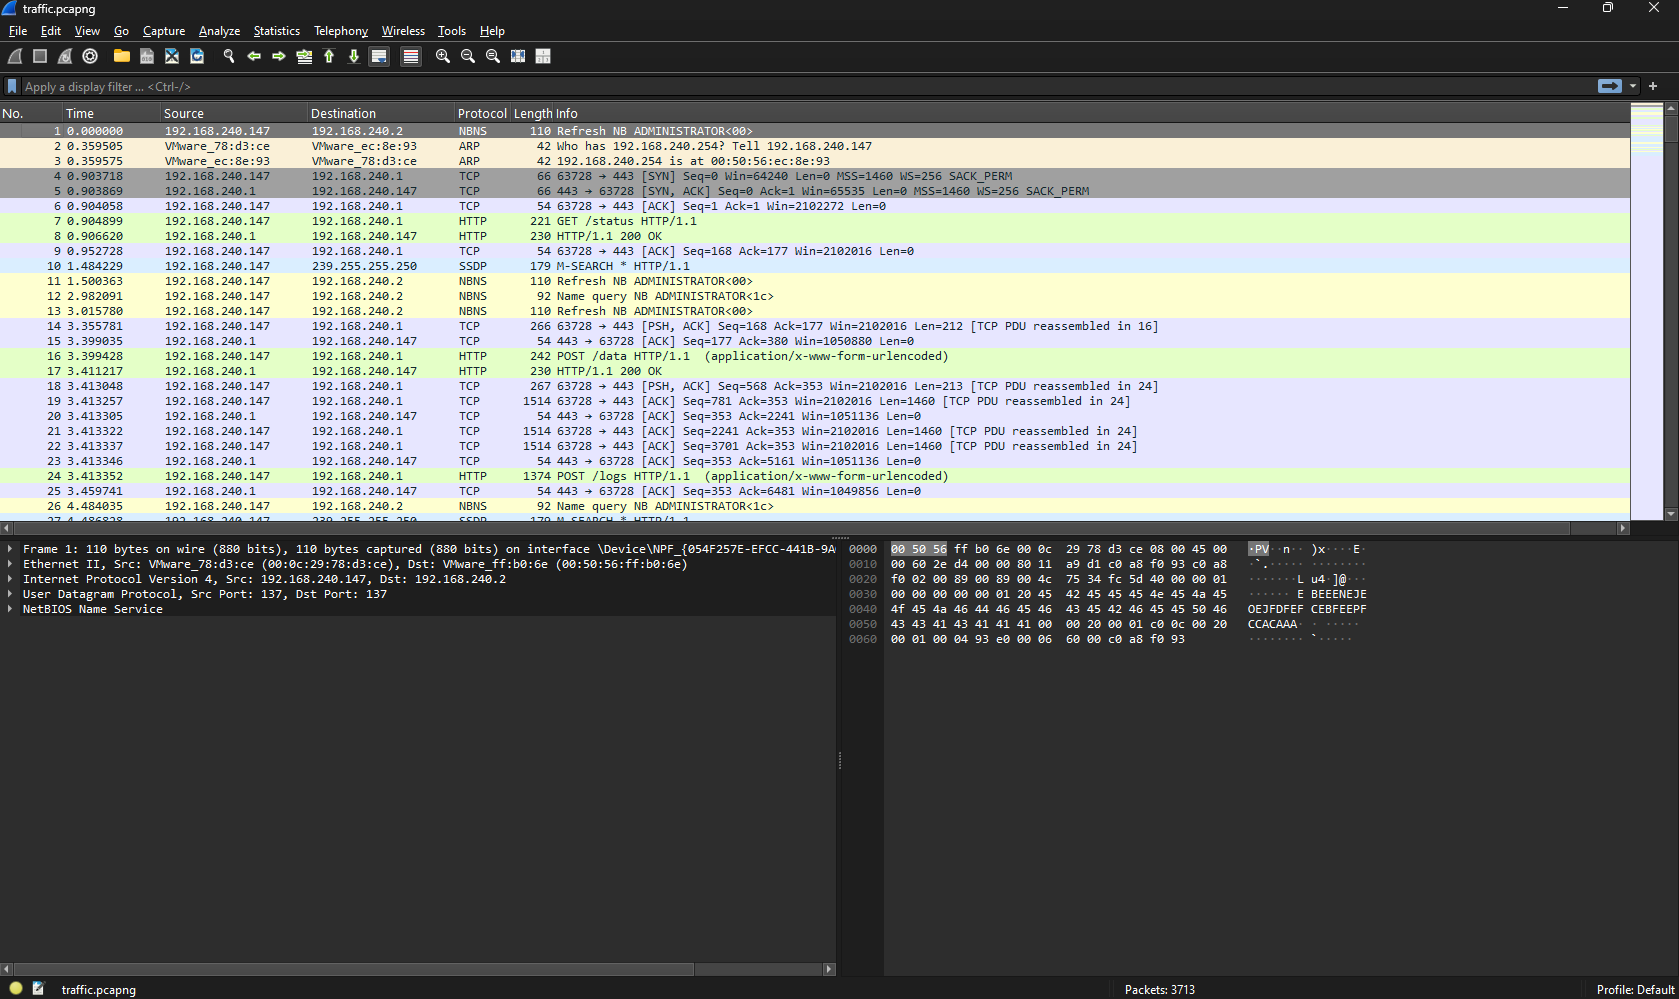 traffic.pcapng
File Edit View Go Capture Analyze Statistics Telephony Wireless Tools Help
Apply a display filter ... <Ctrl-/>
No. Time Source Destination Protocol Length Info
1 0.000000 192.168.240.147 192.168.240.2 NBNS 110 Refresh NB ADMINISTRATOR<00>
2 0.359505 VMware_78:d3:ce VMware_ec:8e:93 ARP 42 Who has 192.168.240.254? Tell 192.168.240.147
3 0.359575 VMware_ec:8e:93 VMware_78:d3:ce ARP 42 192.168.240.254 is at 00:50:56:ec:8e:93
4 0.903718 192.168.240.147 192.168.240.1 TCP 66 63728 → 443 [SYN] Seq=0 Win=64240 Len=0 MSS=1460 WS=256 SACK_PERM
5 0.903869 192.168.240.1 192.168.240.147 TCP 66 443 → 63728 [SYN, ACK] Seq=0 Ack=1 Win=65535 Len=0 MSS=1460 WS=256 SACK_PERM
6 0.904058 192.168.240.147 192.168.240.1 TCP 54 63728 → 443 [ACK] Seq=1 Ack=1 Win=2102272 Len=0
7 0.904899 192.168.240.147 192.168.240.1 HTTP 221 GET /status HTTP/1.1
8 0.906620 192.168.240.1 192.168.240.147 HTTP 230 HTTP/1.1 200 OK
9 0.952728 192.168.240.147 192.168.240.1 TCP 54 63728 → 443 [ACK] Seq=168 Ack=177 Win=2102016 Len=0
10 1.484229 192.168.240.147 239.255.255.250 SSDP 179 M-SEARCH * HTTP/1.1
11 1.500363 192.168.240.147 192.168.240.2 NBNS 110 Refresh NB ADMINISTRATOR<00>
12 2.982091 192.168.240.147 192.168.240.2 NBNS 92 Name query NB ADMINISTRATOR<1c>
13 3.015780 192.168.240.147 192.168.240.2 NBNS 110 Refresh NB ADMINISTRATOR<00>
14 3.355781 192.168.240.147 192.168.240.1 TCP 266 63728 → 443 [PSH, ACK] Seq=168 Ack=177 Win=2102016 Len=212 [TCP PDU reassembled in 16]
15 3.399035 192.168.240.1 192.168.240.147 TCP 54 443 → 63728 [ACK] Seq=177 Ack=380 Win=1050880 Len=0
16 3.399428 192.168.240.147 192.168.240.1 HTTP 242 POST /data HTTP/1.1 (application/x-www-form-urlencoded)
17 3.411217 192.168.240.1 192.168.240.147 HTTP 230 HTTP/1.1 200 OK
18 3.413048 192.168.240.147 192.168.240.1 TCP 267 63728 → 443 [PSH, ACK] Seq=568 Ack=353 Win=2102016 Len=213 [TCP PDU reassembled in 24]
19 3.413257 192.168.240.147 192.168.240.1 TCP 1514 63728 → 443 [ACK] Seq=781 Ack=353 Win=2102016 Len=1460 [TCP PDU reassembled in 24]
20 3.413305 192.168.240.1 192.168.240.147 TCP 54 443 → 63728 [ACK] Seq=353 Ack=2241 Win=1051136 Len=0
21 3.413322 192.168.240.147 192.168.240.1 TCP 1514 63728 → 443 [ACK] Seq=2241 Ack=353 Win=2102016 Len=1460 [TCP PDU reassembled in 24]
22 3.413337 192.168.240.147 192.168.240.1 TCP 1514 63728 → 443 [ACK] Seq=3701 Ack=353 Win=2102016 Len=1460 [TCP PDU reassembled in 24]
23 3.413346 192.168.240.1 192.168.240.147 TCP 54 443 → 63728 [ACK] Seq=353 Ack=5161 Win=1051136 Len=0
24 3.413352 192.168.240.147 192.168.240.1 HTTP 1374 POST /logs HTTP/1.1 (application/x-www-form-urlencoded)
25 3.459741 192.168.240.1 192.168.240.147 TCP 54 443 → 63728 [ACK] Seq=353 Ack=6481 Win=1049856 Len=0
26 4.484035 192.168.240.147 192.168.240.2 NBNS 92 Name query NB ADMINISTRATOR<1c>
27 4.486828 192.168.240.147 239.255.255.250 SSDP 179 M-SEARCH * HTTP/1.1
Frame 1: 110 bytes on wire (880 bits), 110 bytes captured (880 bits) on interface \Device\NPF_{054F257E-EFCC-441B-9A
Ethernet II, Src: VMware_78:d3:ce (00:0c:29:78:d3:ce), Dst: VMware_ff:b0:6e (00:50:56:ff:b0:6e)
Internet Protocol Version 4, Src: 192.168.240.147, Dst: 192.168.240.2
User Datagram Protocol, Src Port: 137, Dst Port: 137
NetBIOS Name Service
0000 00 50 56 ff b0 6e 00 0c 29 78 d3 ce 08 00 45 00 ·PV··n·· )x····E·
0010 00 60 2e d4 00 00 80 11 a9 d1 c0 a8 f0 93 c0 a8 ·`.····· ········
0020 f0 02 00 89 00 89 00 4c 75 34 fc 5d 40 00 00 01 ·······L u4·]@···
0030 00 00 00 00 00 01 20 45 42 45 45 45 4e 45 4a 45 ······ E BEEENEJE
0040 4f 45 4a 46 44 46 45 46 43 45 42 46 45 45 50 46 OEJFDFEF CEBFEEPF
0050 43 43 41 43 41 41 41 00 00 20 00 01 c0 0c 00 20 CCACAAA· · ·····
0060 00 01 00 04 93 e0 00 06 60 00 c0 a8 f0 93 ········ `·····
traffic.pcapng Packets: 3713 Profile: Default